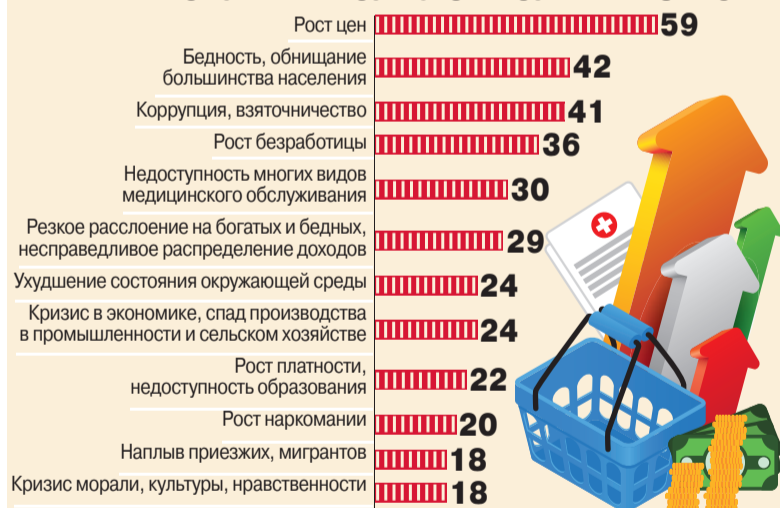 Рост цен 59
Бедность, обнищание
большинства населения 42
Коррупция, взяточничество 41
Рост безработицы 36
Недоступность многих видов
медицинского обслуживания 30
Резкое расслоение на богатых и бедных,
несправедливое распределение доходов 29
Ухудшение состояния окружающей среды 24
Кризис в экономике, спад производства
в промышленности и сельском хозяйстве 24
Рост платности,
недоступность образования 22
Рост наркомании 20
Наплыв приезжих, мигрантов 18
Кризис морали, культуры, нравственности 18